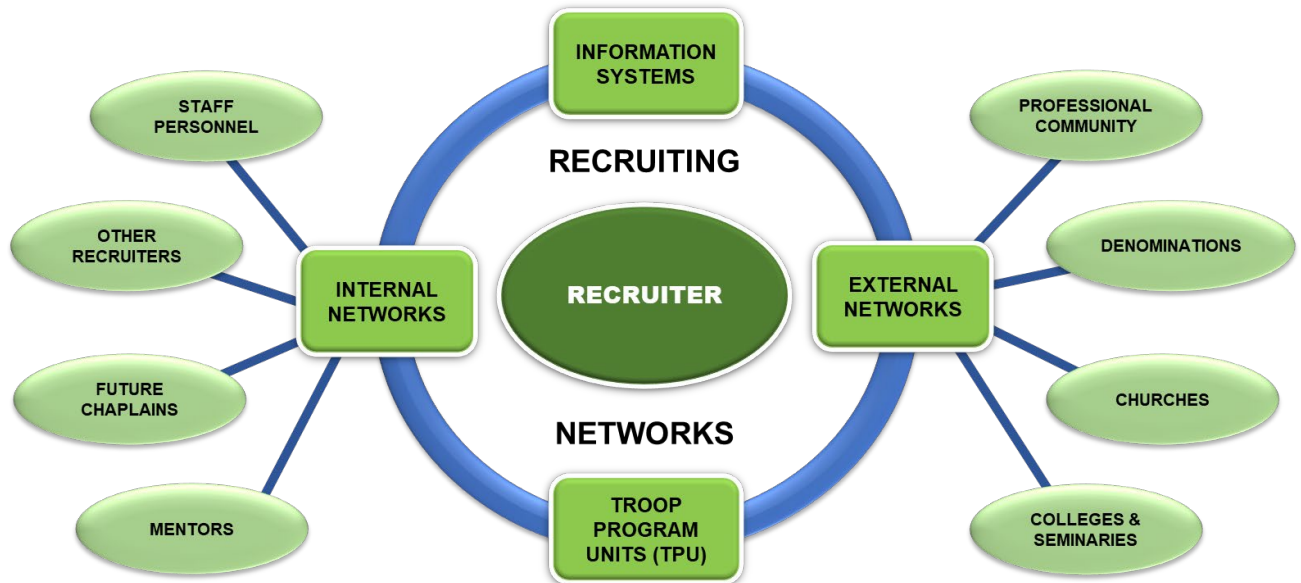 INFORMATION
SYSTEMS
STAFF
PERSONNEL
PROFESSIONAL
COMMUNITY
RECRUITING
OTHER
RECRUITERS
DENOMINATIONS
INTERNAL
NETWORKS
RECRUITER
EXTERNAL
NETWORKS
FUTURE
CHAPLAINS
CHURCHES
NETWORKS
MENTORS
TROOP
PROGRAM
UNITS (TPU)
COLLEGES &
SEMINARIES